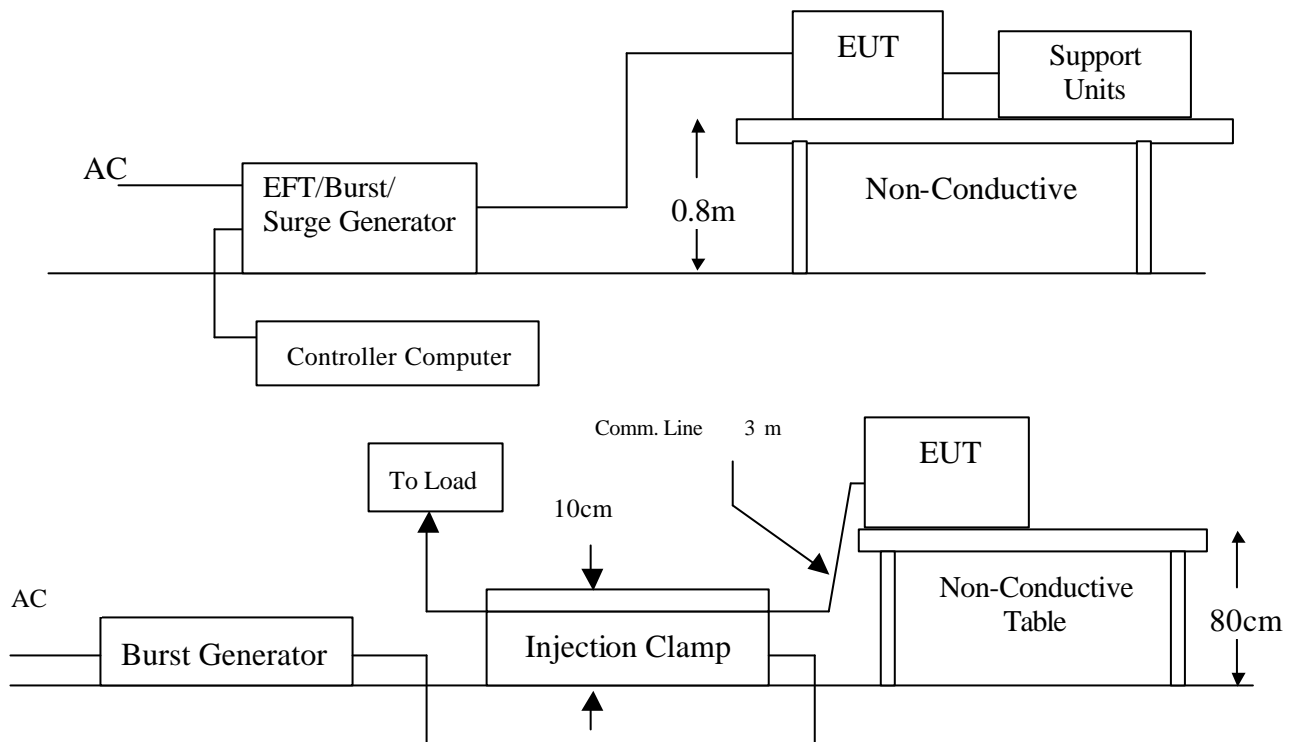 EUT
Support
Units
AC
EFT/Burst/
Surge Generator
0.8m
Non-Conductive
Controller Computer
Comm. Line 3 m
EUT
To Load
10cm
AC
Burst Generator
Injection Clamp
Non-Conductive
Table
80cm